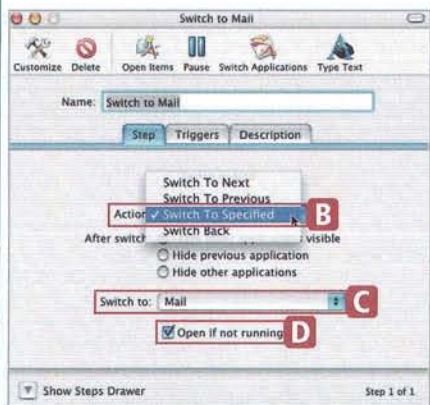 Switch to Mail
Customize Delete Open Items Pause Switch Applications Type Text
Name: Switch to Mail
Step Triggers Description
Switch To Next
Switch To Previous
Action ✓ Switch To Specified B
Switch Back
After switch visible
Hide previous application
Hide other applications
Switch to: Mail C
Open if not running D
Show Steps Drawer Step 1 of 1